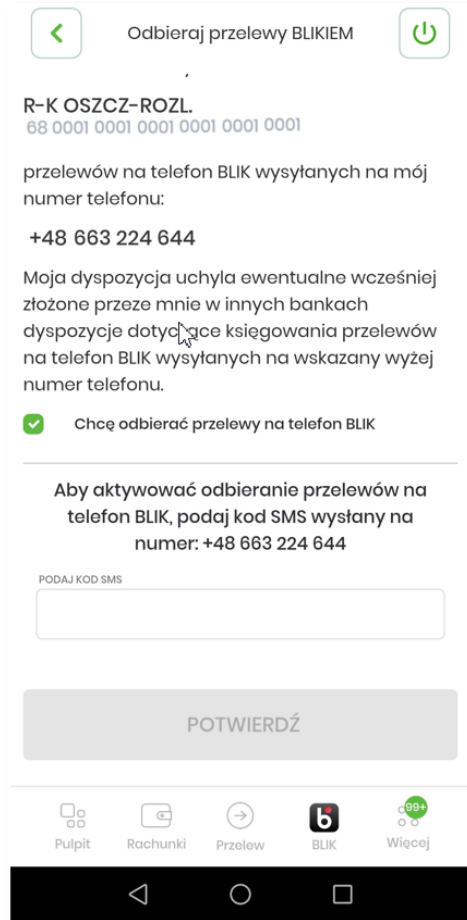 Odbieraj przelewy BLIKIEM
R-K OSZCZ-ROZL.
68 0001 0001 0001 0001 0001 0001
przelewów na telefon BLIK wysyłanych na mój
numer telefonu:
+48 663 224 644
Moja dyspozycja uchyla ewentualne wcześniej
złożone przeze mnie w innych bankach
dyspozycje dotyczące księgowania przelewów
na telefon BLIK wysyłanych na wskazany wyżej
numer telefonu.
Chcę odbierać przelewy na telefon BLIK
Aby aktywować odbieranie przelewów na
telefon BLIK, podaj kod SMS wysłany na
numer: +48 663 224 644
PODAJ KOD SMS
POTWIERDŹ
b
99+
Pulpit Rachunki Przelew BLIK Więcej